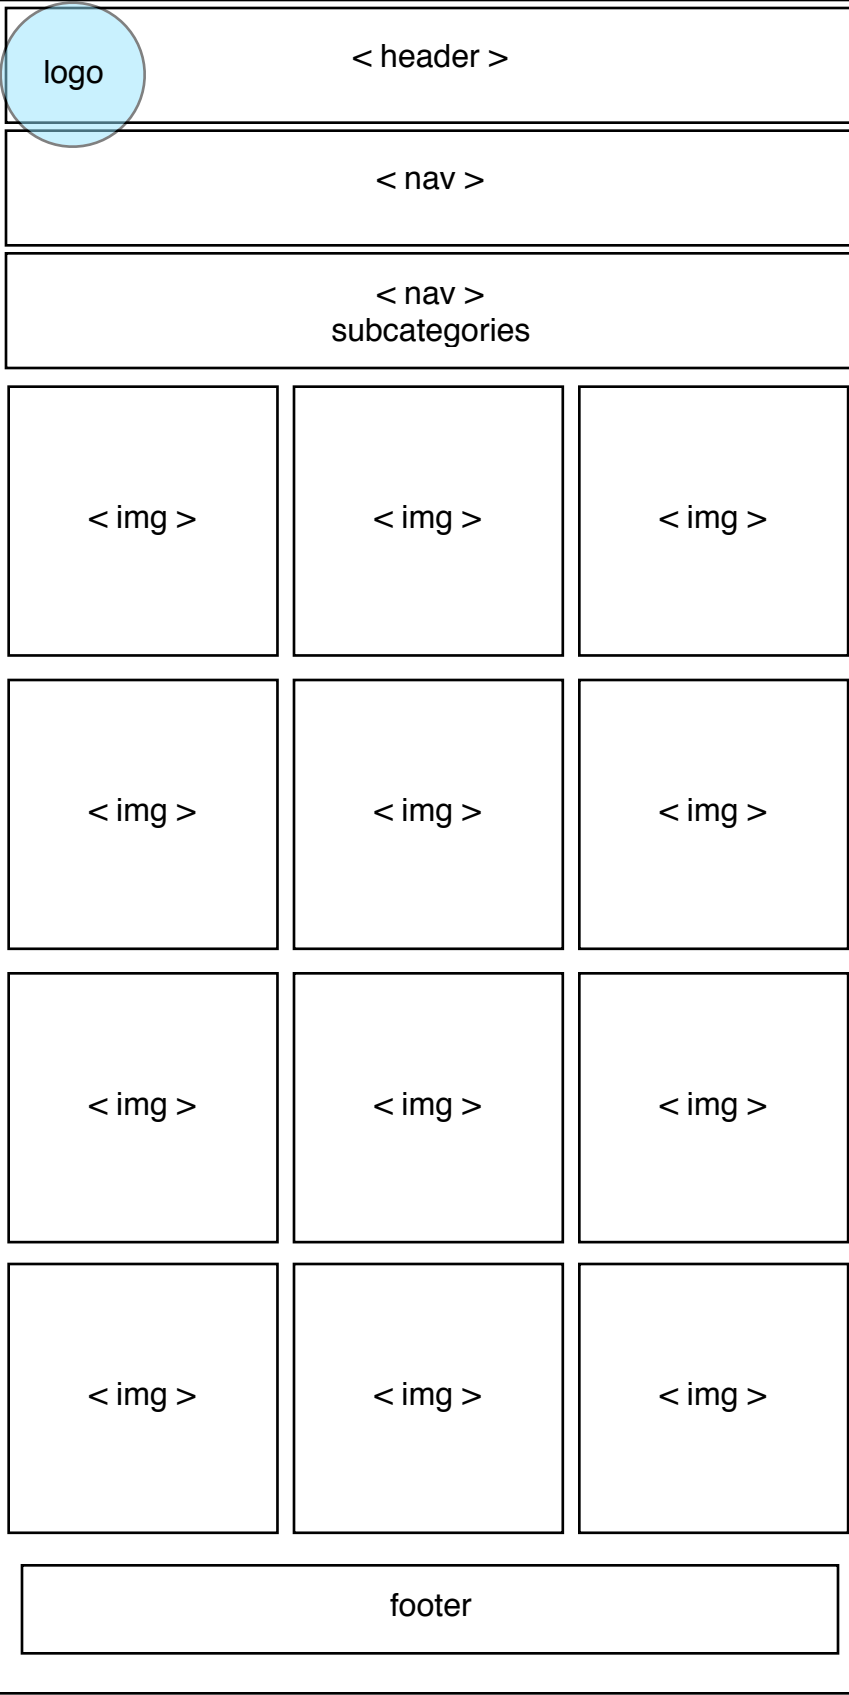 logo
< header >
< nav >
< nav >
subcategories
< img >
< img >
< img >
< img >
< img >
< img >
< img >
< img >
< img >
< img >
< img >
< img >
footer